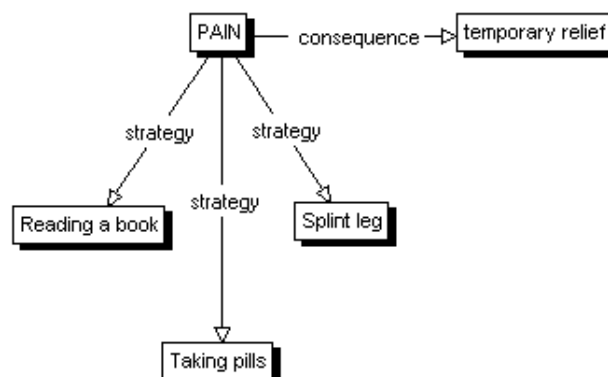 PAIN
consequence
temporary relief
strategy
strategy
strategy
Reading a book
Splint leg
Taking pills